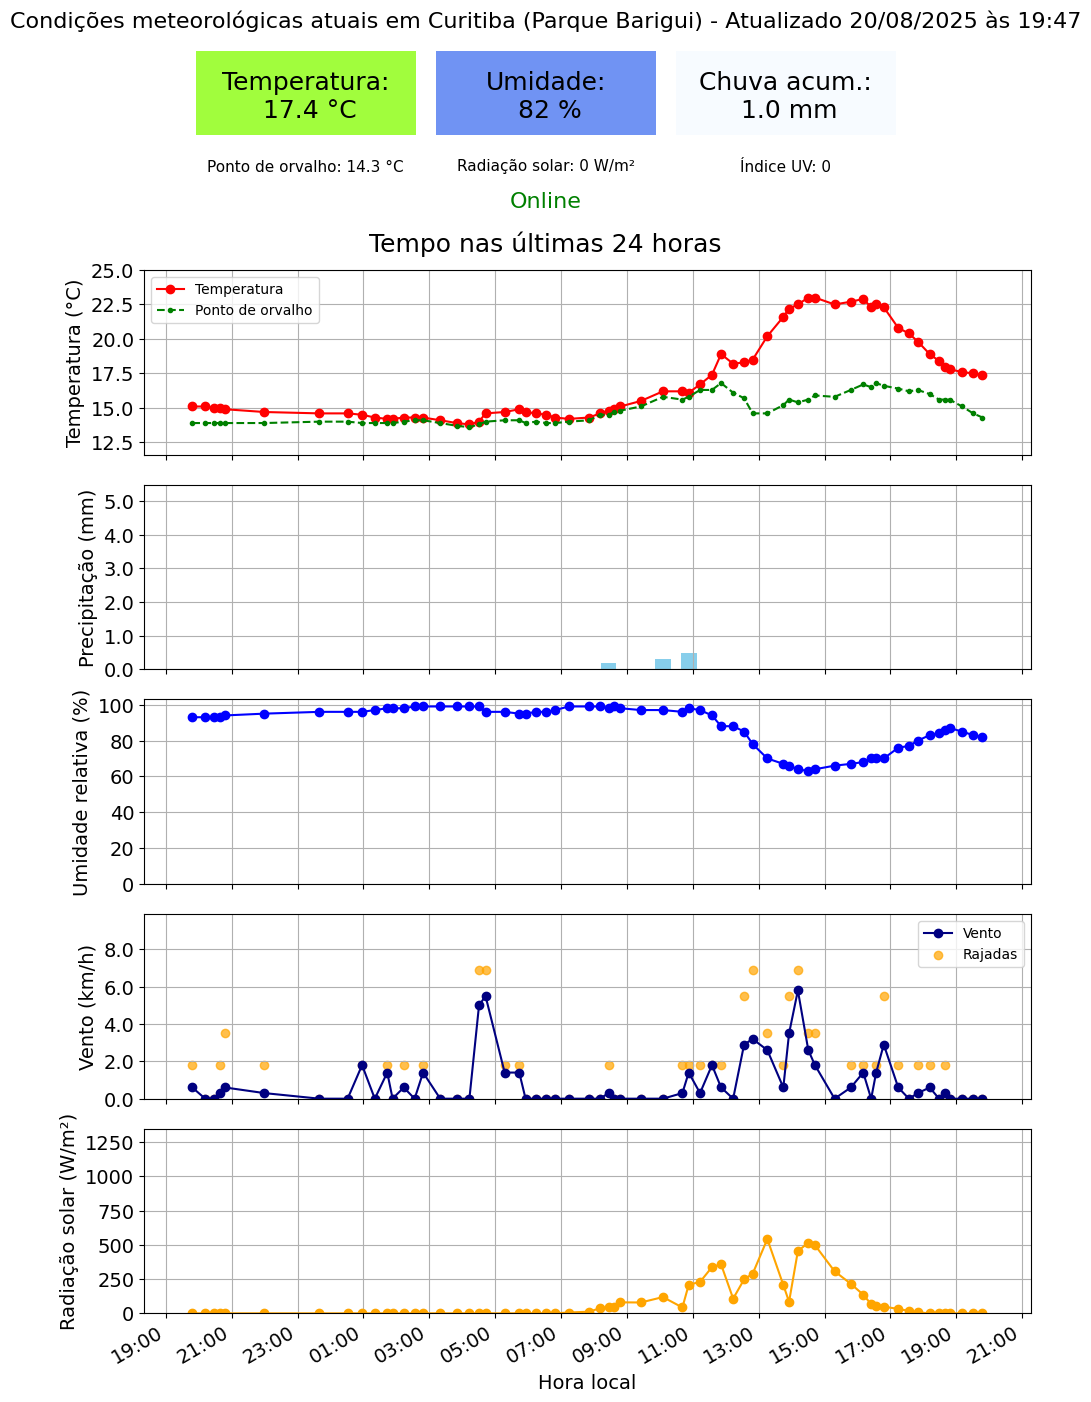 Condições meteorológicas atuais em Curitiba (Parque Barigui) - Atualizado 20/08/2025 às 19:47
Temperatura:
17.4 °C
Umidade:
82 %
Chuva acum.:
1.0 mm
Ponto de orvalho: 14.3 °C
Radiação solar: 0 W/m²
Índice UV: 0
Online
Tempo nas últimas 24 horas
Temperatura (°C)
25.0
22.5
20.0
17.5
15.0
12.5
Temperatura
Ponto de orvalho
Precipitação (mm)
5.0
4.0
3.0
2.0
1.0
0.0
Umidade relativa (%)
100
80
60
40
20
0
Vento (km/h)
8.0
6.0
4.0
2.0
0.0
Vento
Rajadas
Radiação solar (W/m²)
1250
1000
750
500
250
0
19:00
21:00
23:00
01:00
03:00
05:00
07:00
09:00
11:00
13:00
15:00
17:00
19:00
21:00
Hora local